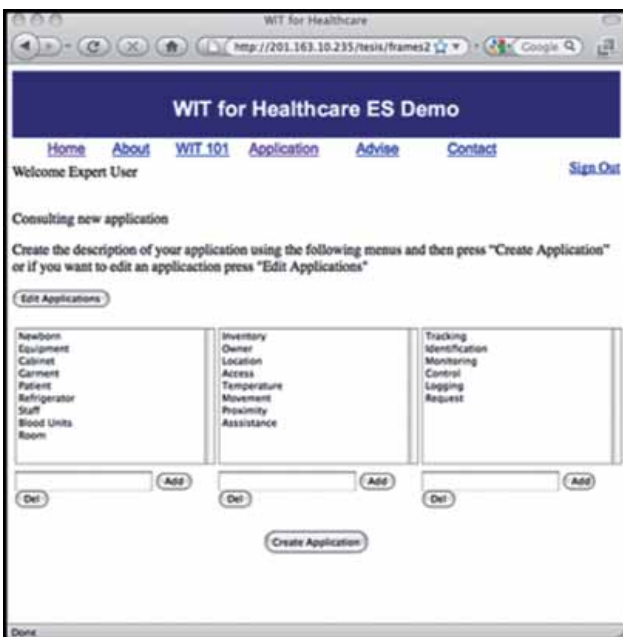 WIT for Healthcare
http://201.163.10.235/tesis/frames2
Google
WIT for Healthcare ES Demo
Home About WIT 101 Application Advise Contact
Welcome Expert User
Sign Out
Consulting new application
Create the description of your application using the following menus and then press "Create Application"
or if you want to edit an applicaction press "Edit Applications"
Edit Applications
Newborn
Equipment
Cabinet
Garment
Patient
Refrigerator
Staff
Blood Units
Room
Inventory
Owner
Location
Access
Temperature
Movement
Proximity
Asssistance
Tracking
Identification
Monitoring
Control
Logging
Request
Add Add Add
Del Del Del
Create Application
Done